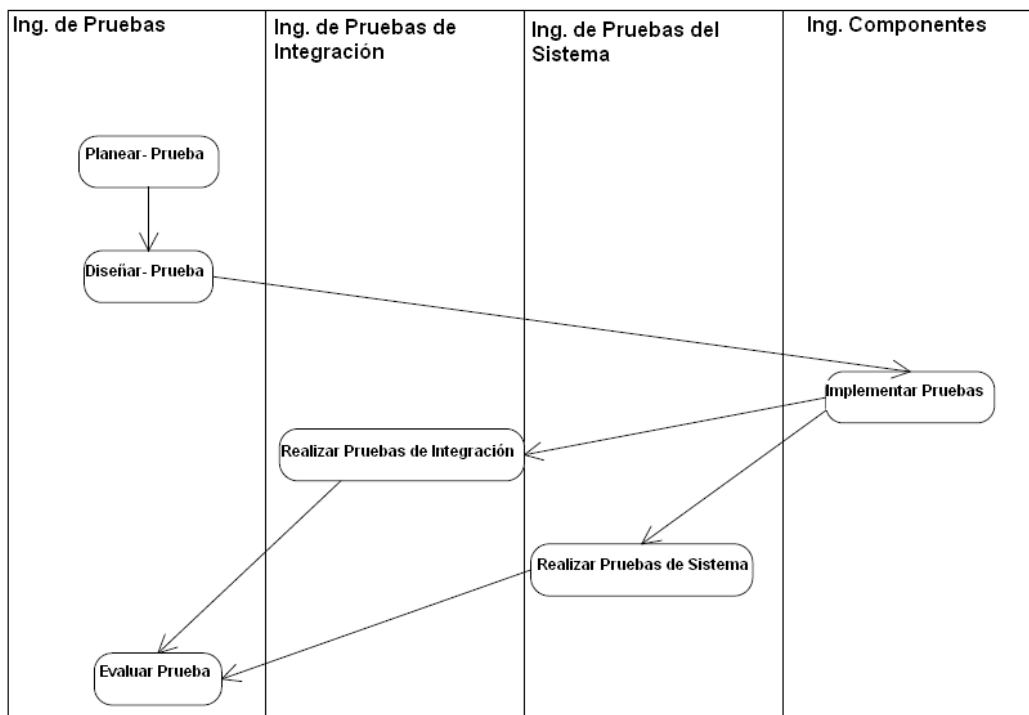 Ing. de Pruebas
Ing. de Pruebas de
Integración
Ing. de Pruebas del
Sistema
Ing. Componentes
Planear- Prueba
Diseñar- Prueba
Implementar Pruebas
Realizar Pruebas de Integración
Realizar Pruebas de Sistema
Evaluar Prueba